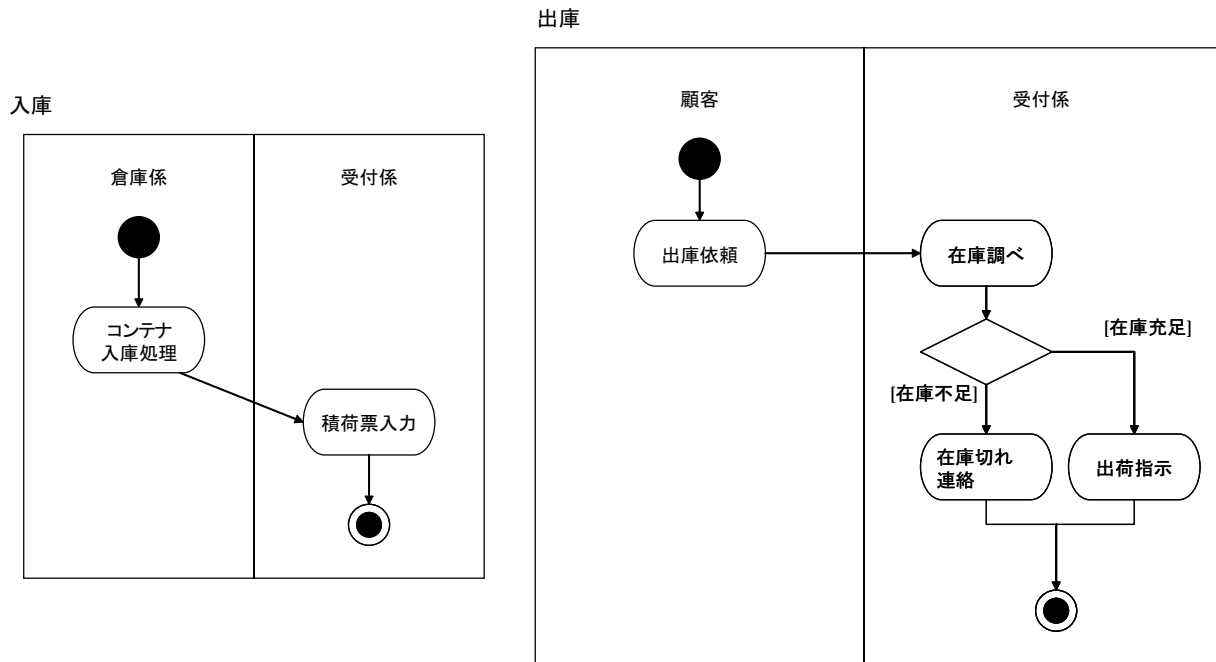 入庫
倉庫係
受付係
コンテナ
入庫処理
積荷票入力
出庫
顧客
受付係
出庫依頼
在庫調べ
[在庫充足]
[在庫不足]
在庫切れ
連絡
出荷指示